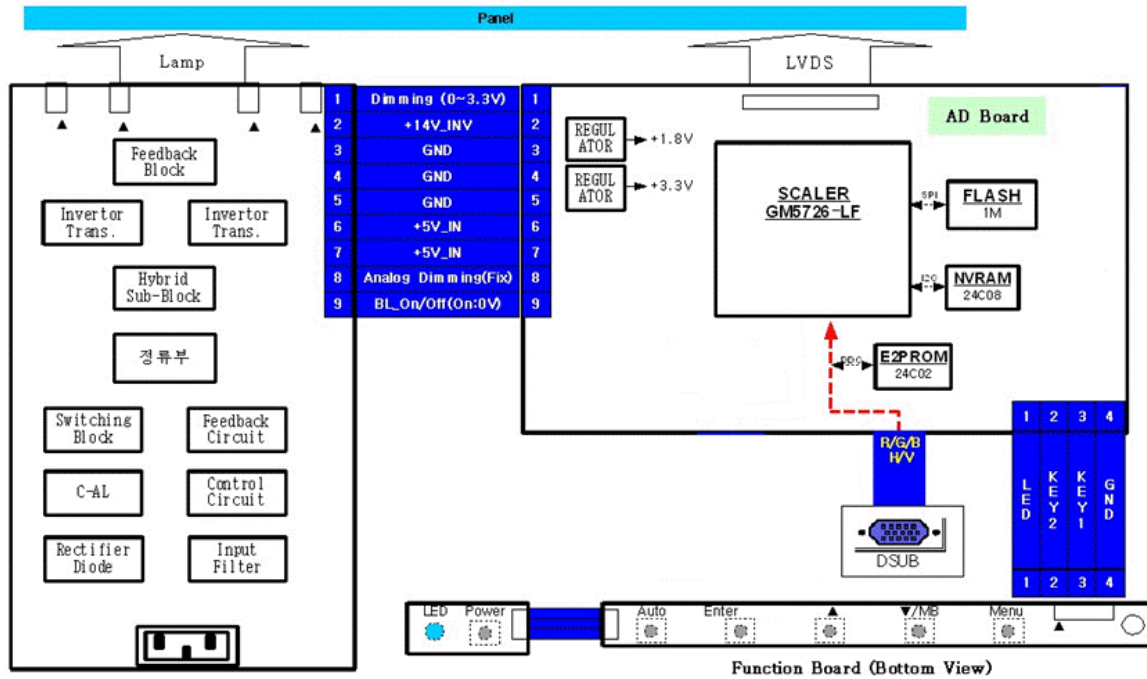 Panel
Lamp
LVDS
1 Dimming (0~3.3V) 1
2 +14V_INV 2
3 GND 3
4 GND 4
5 GND 5
6 +5V_IN 6
7 +5V_IN 7
8 Analog Dimming(Fix) 8
9 BL_On/Off(On:0V) 9
Feedback
Block
Invertor
Trans.
Invertor
Trans.
Hybrid
Sub-Block
정류부
Switching
Block
Feedback
Circuit
C-AL
Control
Circuit
Rectifier
Diode
Input
Filter
AD Board
REGUL
ATOR
+1.8V
REGUL
ATOR
+3.3V
SCALER
GM5726-LF
SPI
FLASH
1M
NVRAM
24C08
E2PROM
24C02
R/G/B
H/V
DSUB
1 2 3 4
LED
KEY2
KEY1
GND
1 2 3 4
LED Power
Auto Enter ▲ ▼/MB Menu
Function Board (Bottom View)